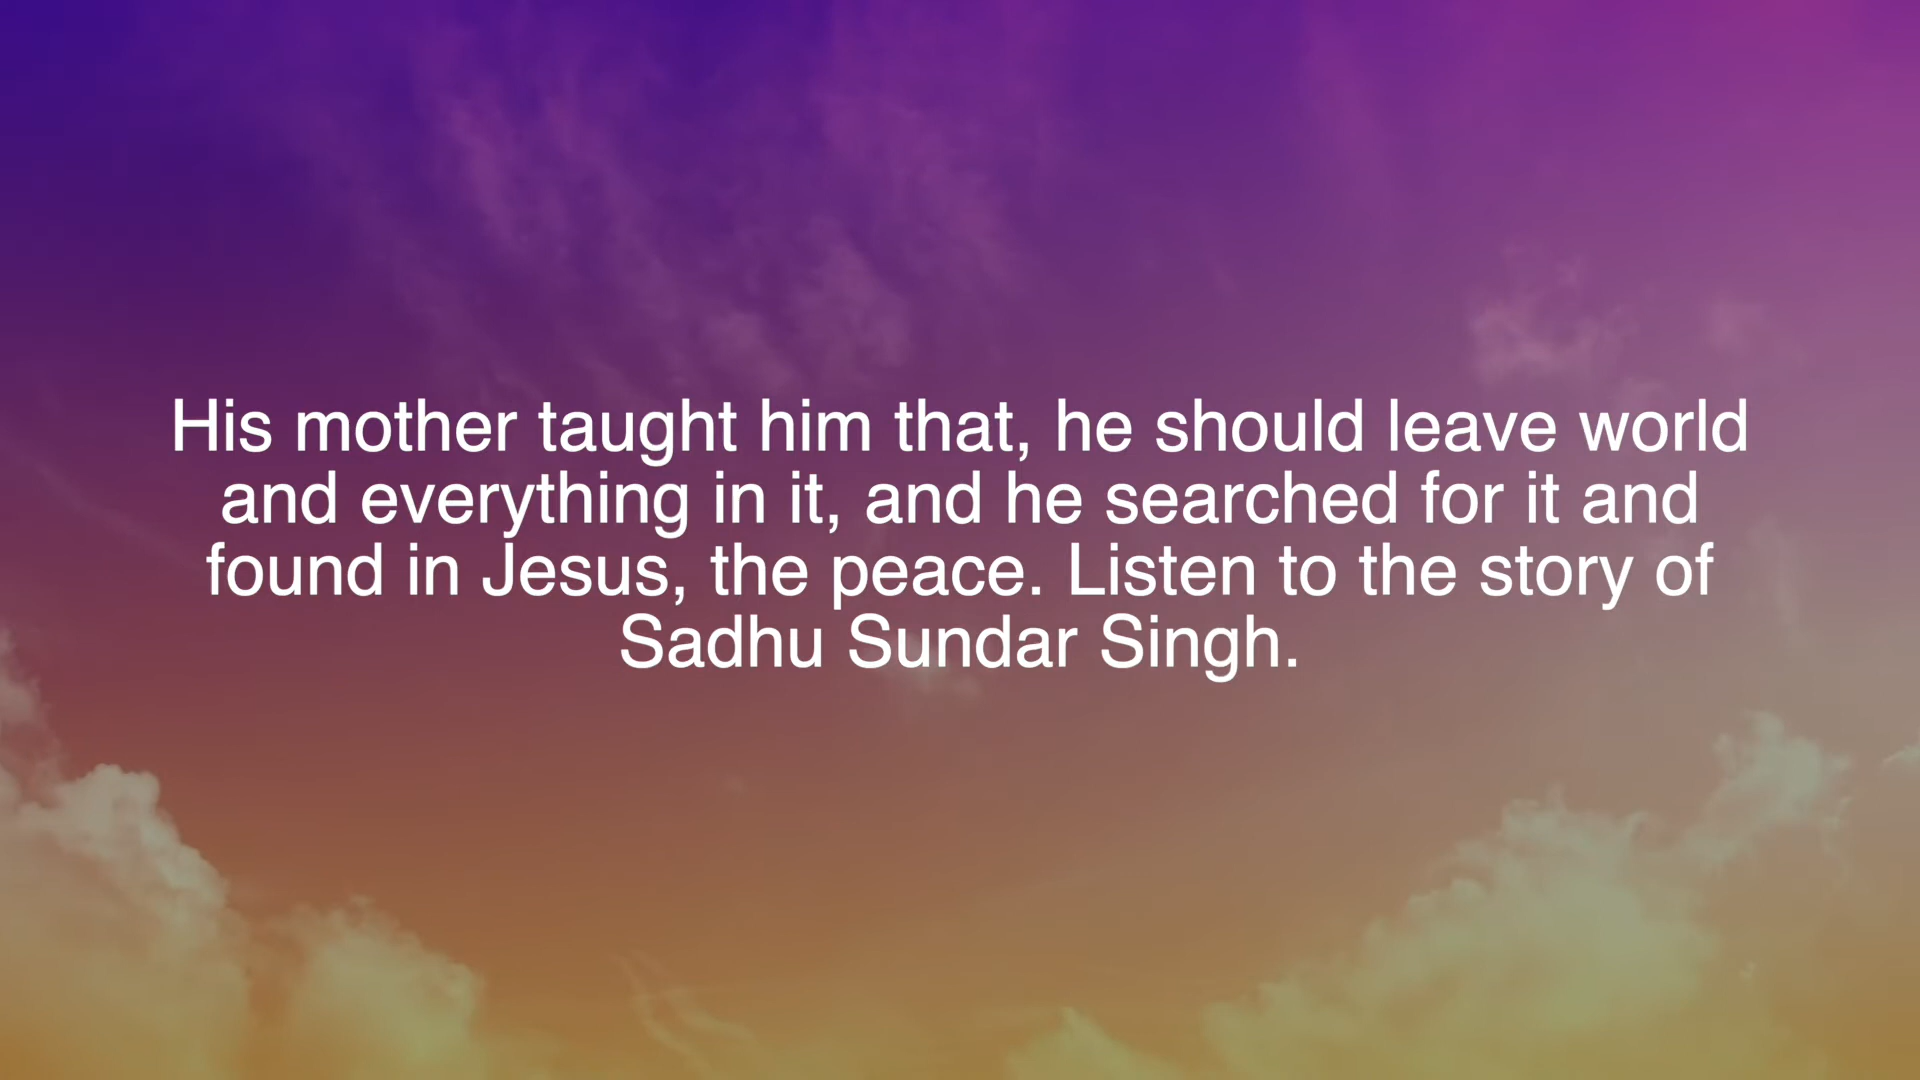 His mother taught him that, he should leave world
and everything in it, and he searched for it and
found in Jesus, the peace. Listen to the story of
Sadhu Sundar Singh.